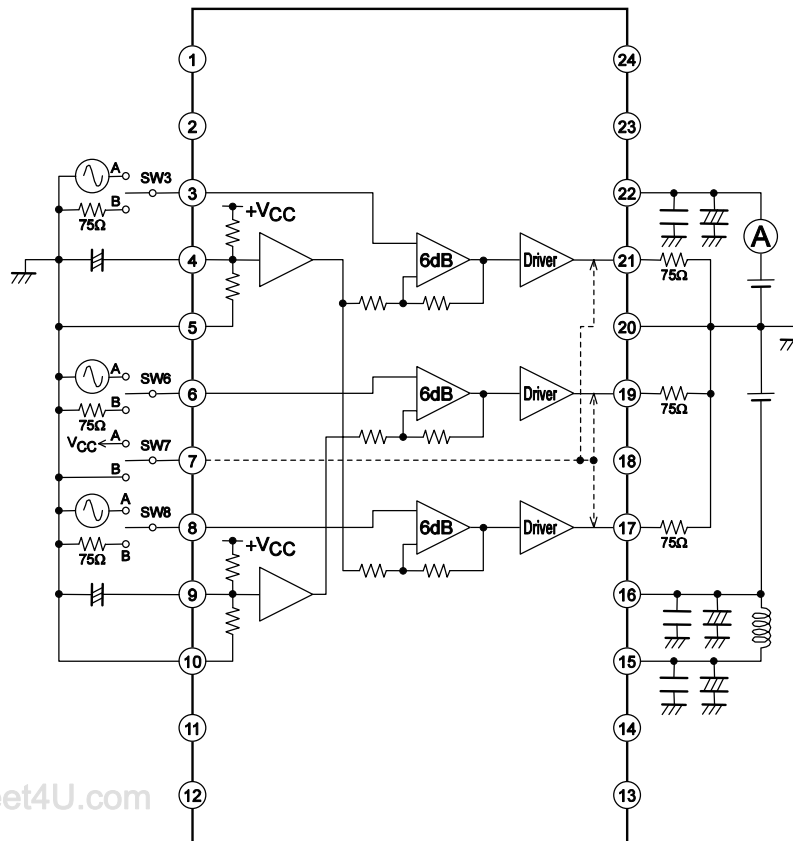 1
24
2
23
A
SW3
B
75Ω
3
+VCC
6dB
Driver
22
A
4
21
75Ω
5
20
A
SW6
B
75Ω
6
6dB
Driver
19
75Ω
VCC
A
SW7
B
7
18
A
SW8
B
75Ω
8
6dB
Driver
17
75Ω
+VCC
9
16
10
15
11
14
12
13
eet4U.com